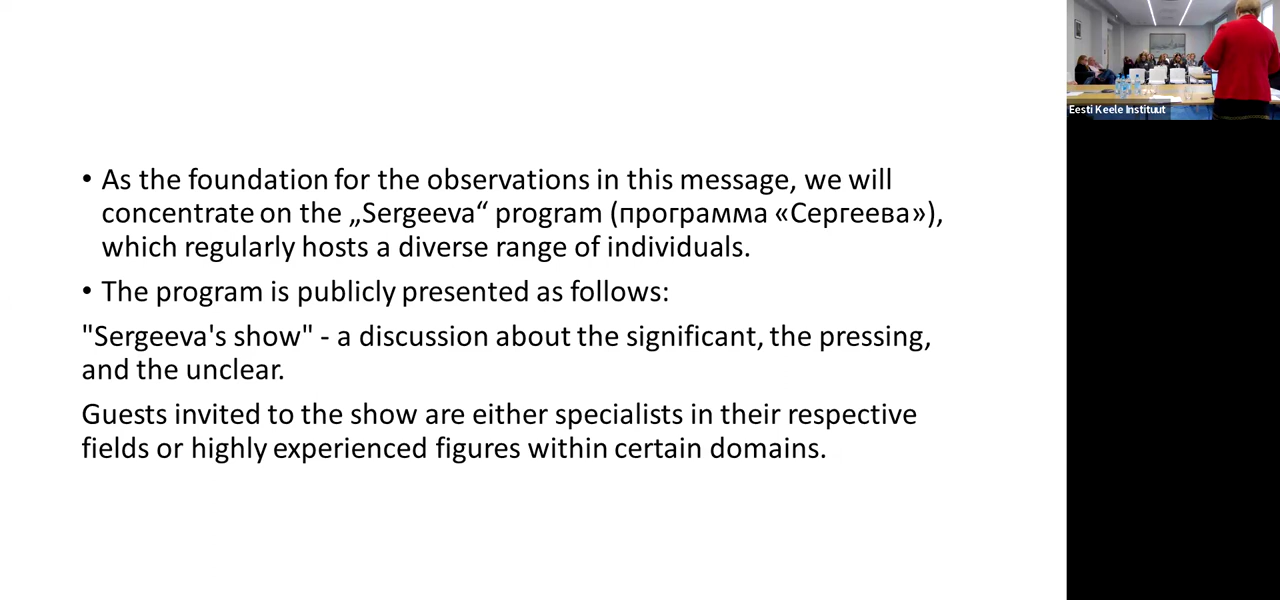 • As the foundation for the observations in this message, we will
concentrate on the „Sergeeva“ program (программа «Сергеева»),
which regularly hosts a diverse range of individuals.
• The program is publicly presented as follows:
"Sergeeva's show" - a discussion about the significant, the pressing,
and the unclear.
Guests invited to the show are either specialists in their respective
fields or highly experienced figures within certain domains.
Eesti Keele Instituut